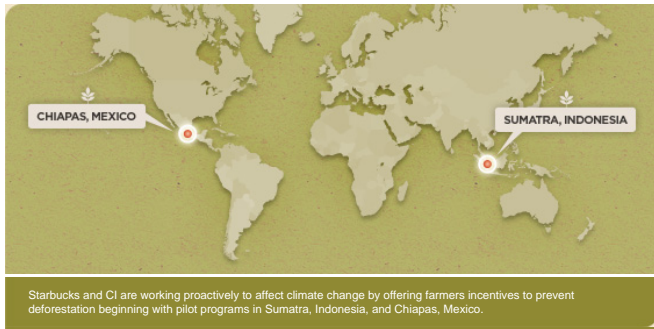 CHIAPAS, MEXICO
SUMATRA, INDONESIA
Starbucks and CI are working proactively to affect climate change by offering farmers incentives to prevent
deforestation beginning with pilot programs in Sumatra, Indonesia, and Chiapas, Mexico.